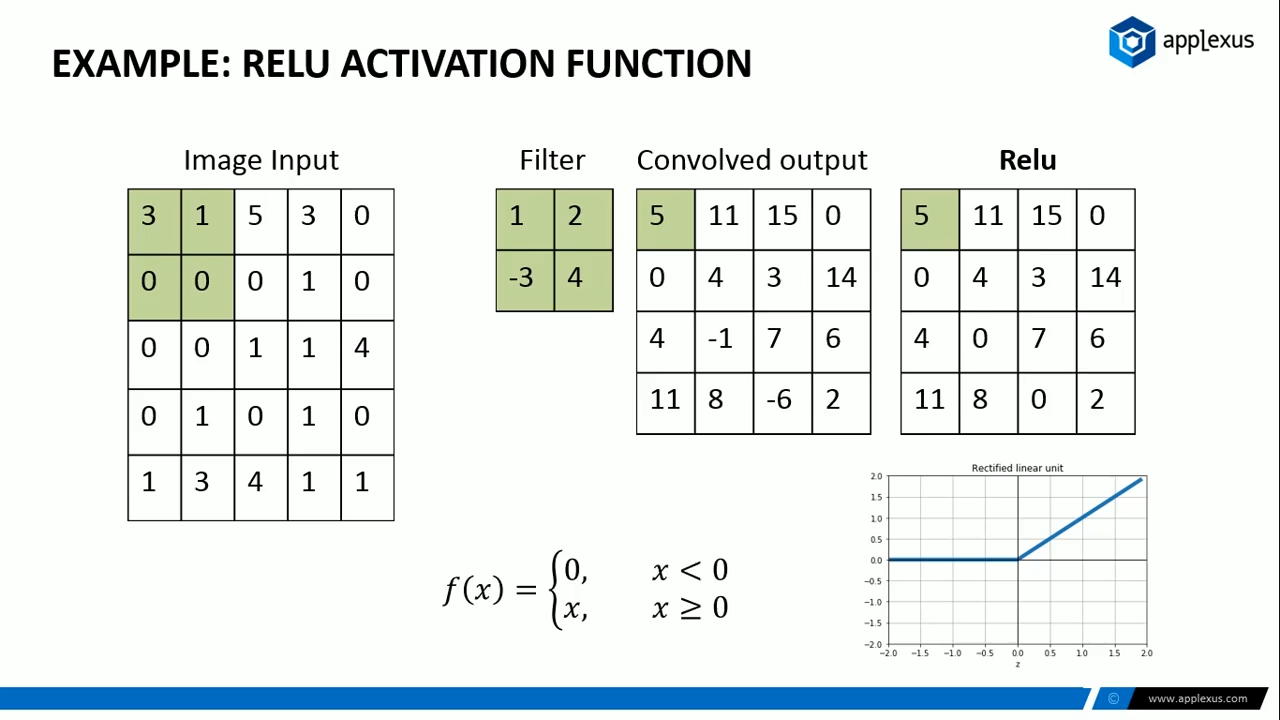 applexus
EXAMPLE: RELU ACTIVATION FUNCTION
Image Input
3 1 5 3 0
0 0 0 1 0
0 0 1 1 4
0 1 0 1 0
1 3 4 1 1
Filter
1 2
-3 4
Convolved output
5 11 15 0
0 4 3 14
4 -1 7 6
11 8 -6 2
Relu
5 11 15 0
0 4 3 14
4 0 7 6
11 8 0 2
f(x) = {0, x < 0
x, x ≥ 0
Rectified linear unit
2.0
1.5
1.0
0.5
0.0
−0.5
−1.0
−1.5
−2.0
−2.0 −1.5 −1.0 −0.5 0.0 0.5 1.0 1.5 2.0
z
© www.applexus.com